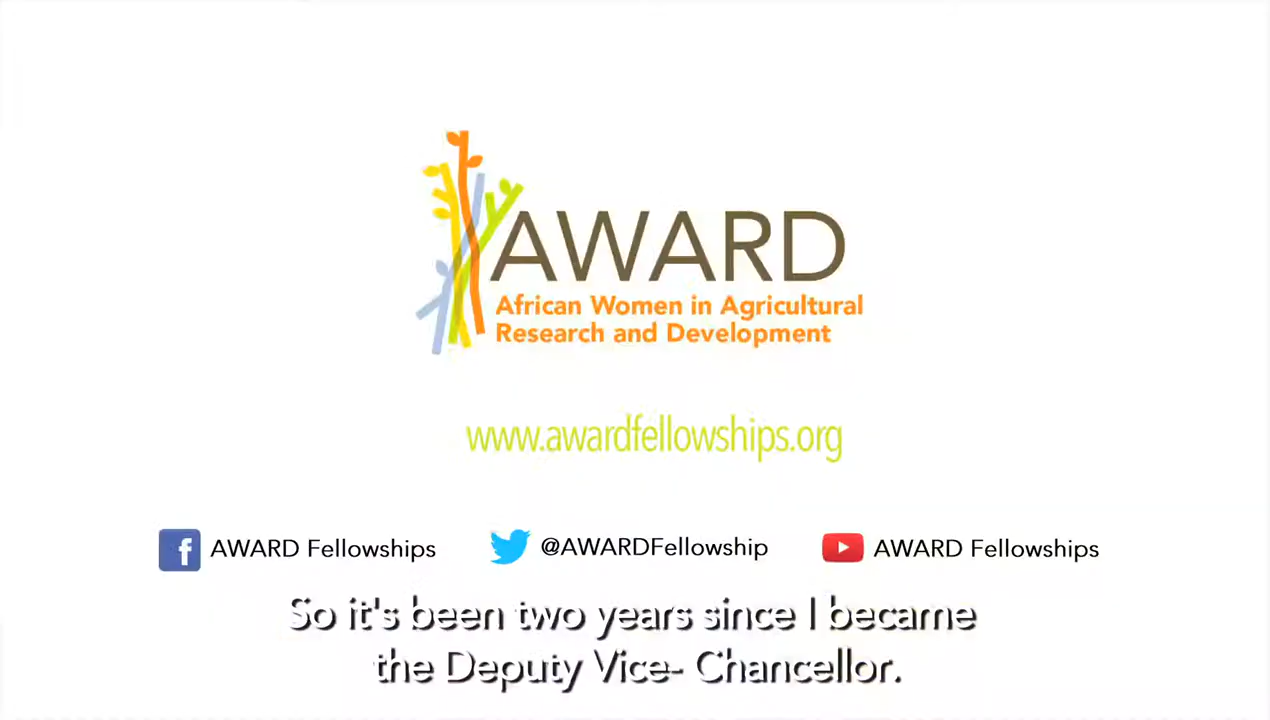 AWARD
African Women in Agricultural
Research and Development
www.awardfellowships.org
AWARD Fellowships
@AWARDFellowship
AWARD Fellowships
So it's been two years since I became
the Deputy Vice- Chancellor.